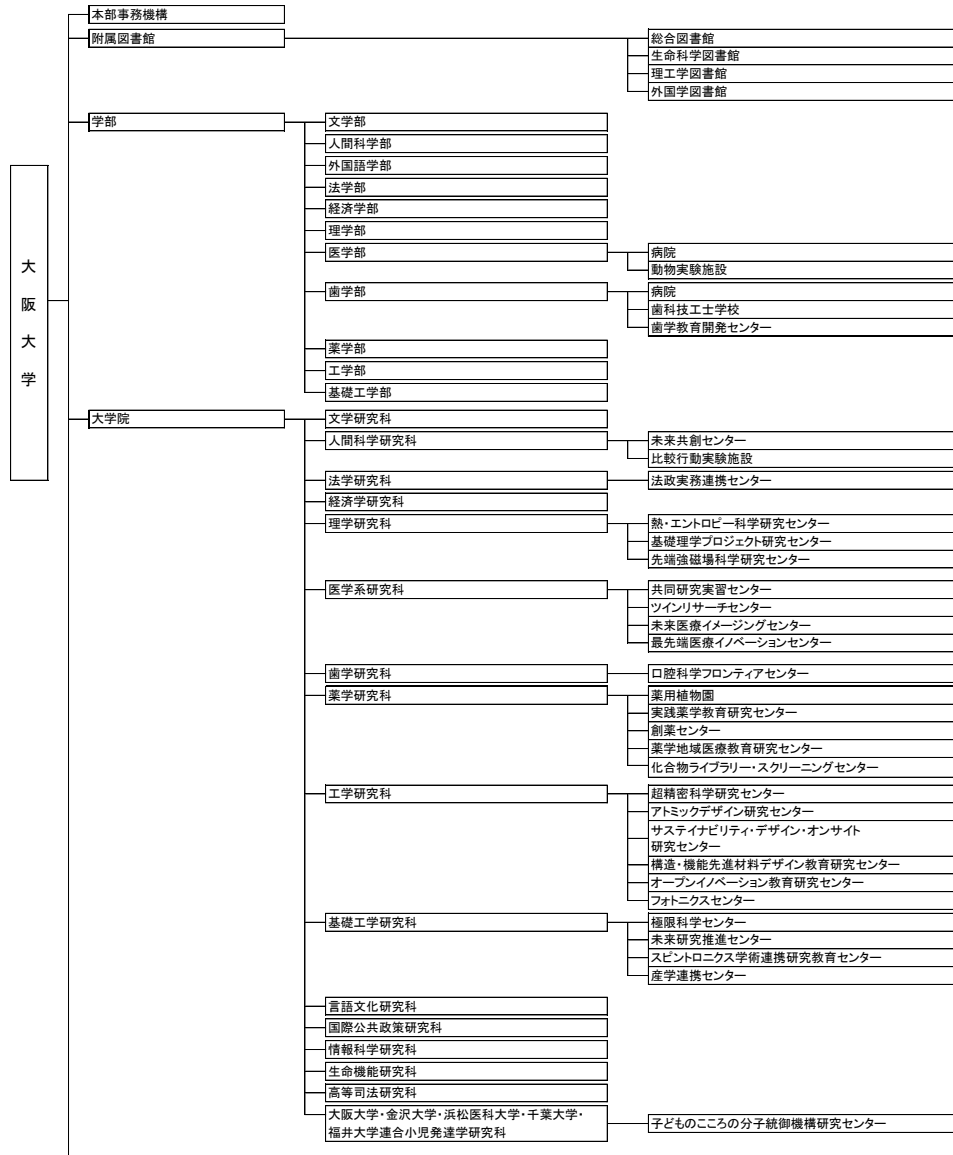 大阪大学
本部事務機構
附属図書館
総合図書館
生命科学図書館
理工学図書館
外国学図書館
学部
文学部
人間科学部
外国語学部
法学部
経済学部
理学部
医学部
病院
動物実験施設
歯学部
病院
歯科技工士学校
歯学教育開発センター
薬学部
工学部
基礎工学部
大学院
文学研究科
人間科学研究科
未来共創センター
比較行動実験施設
法学研究科
法政実務連携センター
経済学研究科
理学研究科
熱・エントロピー科学研究センター
基礎理学プロジェクト研究センター
先端強磁場科学研究センター
医学系研究科
共同研究実習センター
ツインリサーチセンター
未来医療イメージングセンター
最先端医療イノベーションセンター
歯学研究科
口腔科学フロンティアセンター
薬学研究科
薬用植物園
実践薬学教育研究センター
創薬センター
薬学地域医療教育研究センター
化合物ライブラリー・スクリーニングセンター
工学研究科
超精密科学研究センター
アトミックデザイン研究センター
サステイナビリティ・デザイン・オンサイト
研究センター
構造・機能先進材料デザイン教育研究センター
オープンイノベーション教育研究センター
フォトニクスセンター
基礎工学研究科
極限科学センター
未来研究推進センター
スピントロニクス学術連携研究教育センター
産学連携センター
言語文化研究科
国際公共政策研究科
情報科学研究科
生命機能研究科
高等司法研究科
大阪大学・金沢大学・浜松医科大学・千葉大学・
福井大学連合小児発達学研究科
子どものこころの分子統御機構研究センター